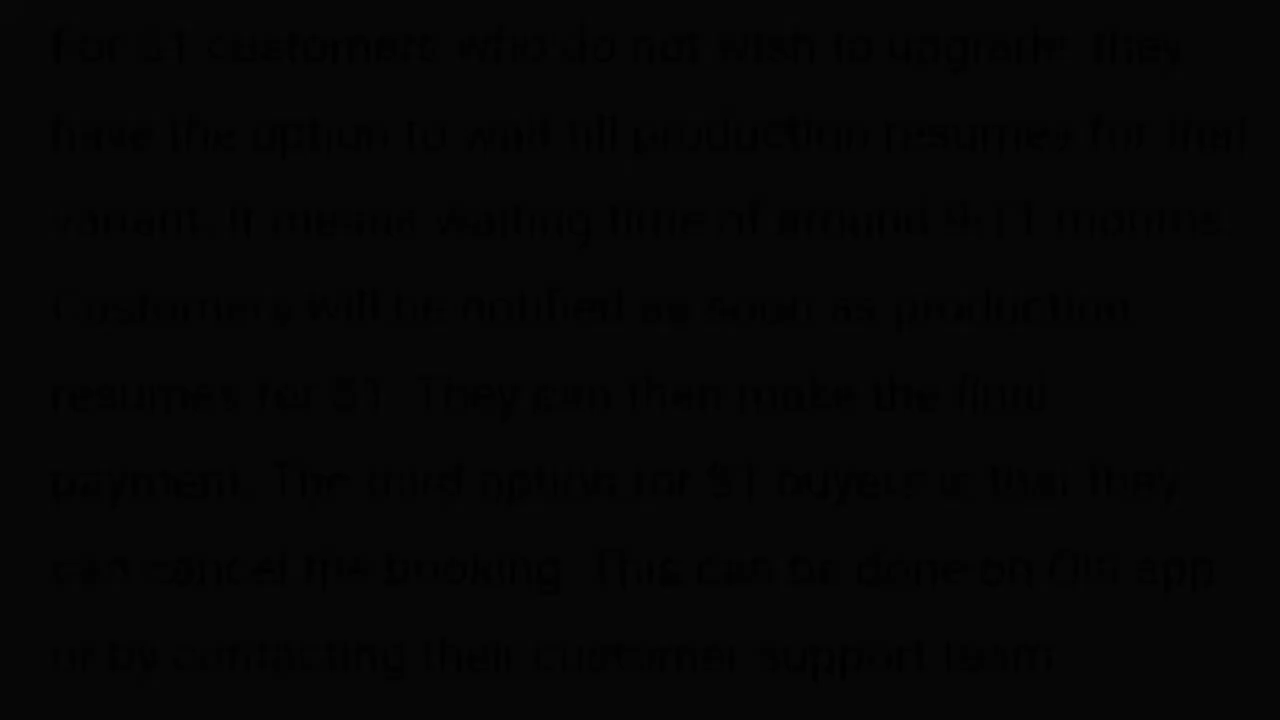 For S1 customers who do not wish to upgrade, they
have the option to wait till production resumes for that
variant. It means waiting time of around 9-11 months.
Customers will be notified as soon as production
resumes for S1. They can then make the final
payment. The third option for S1 buyers is that they
can cancel the booking. This can be done on Ola app
or by contacting their customer support team